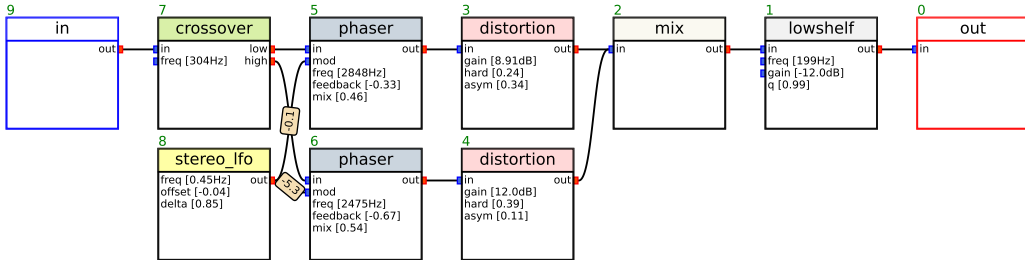 9
in
out
7
crossover
in
low
freq [304Hz]
high
5
phaser
in
out
mod
freq [2848Hz]
feedback [-0.33]
mix [0.46]
3
distortion
in
out
gain [8.91dB]
hard [0.24]
asym [0.34]
2
mix
in
out
1
lowshelf
in
out
freq [199Hz]
gain [-12.0dB]
q [0.99]
0
out
in
-0.1
8
stereo_lfo
freq [0.45Hz]
out
offset [-0.04]
delta [0.85]
-5.3
6
phaser
in
out
mod
freq [2475Hz]
feedback [-0.67]
mix [0.54]
4
distortion
in
out
gain [12.0dB]
hard [0.39]
asym [0.11]